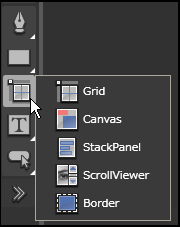 Grid
Canvas
T
StackPanel
ScrollViewer
Border